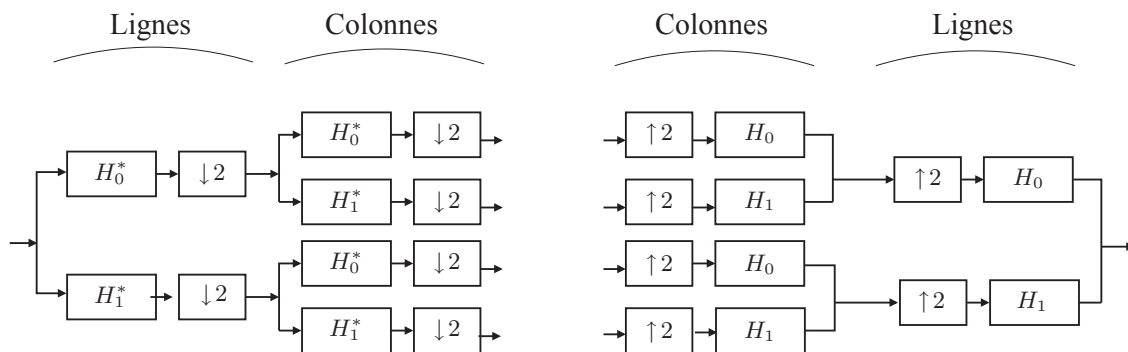 Lignes Colonnes Colonnes Lignes
H_0^* ↓2 ↑2 H_0
H_0^* ↓2 ↑2 H_0
H_1^* ↓2 ↑2 H_1
H_0^* ↓2 ↑2 H_0
H_1^* ↓2 ↑2 H_1
H_1^* ↓2 ↑2 H_1